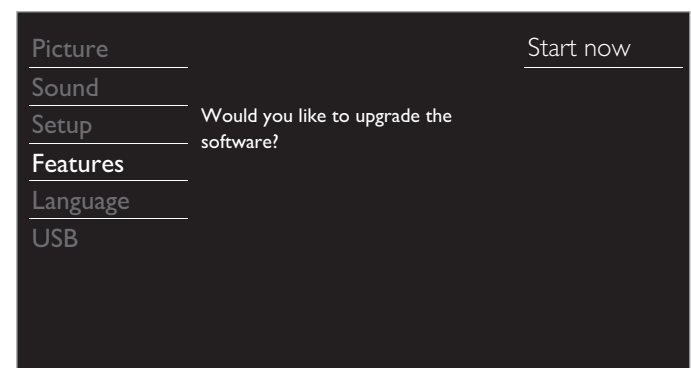 Picture
Sound
Setup
Features
Language
USB
Would you like to upgrade the
software?
Start now